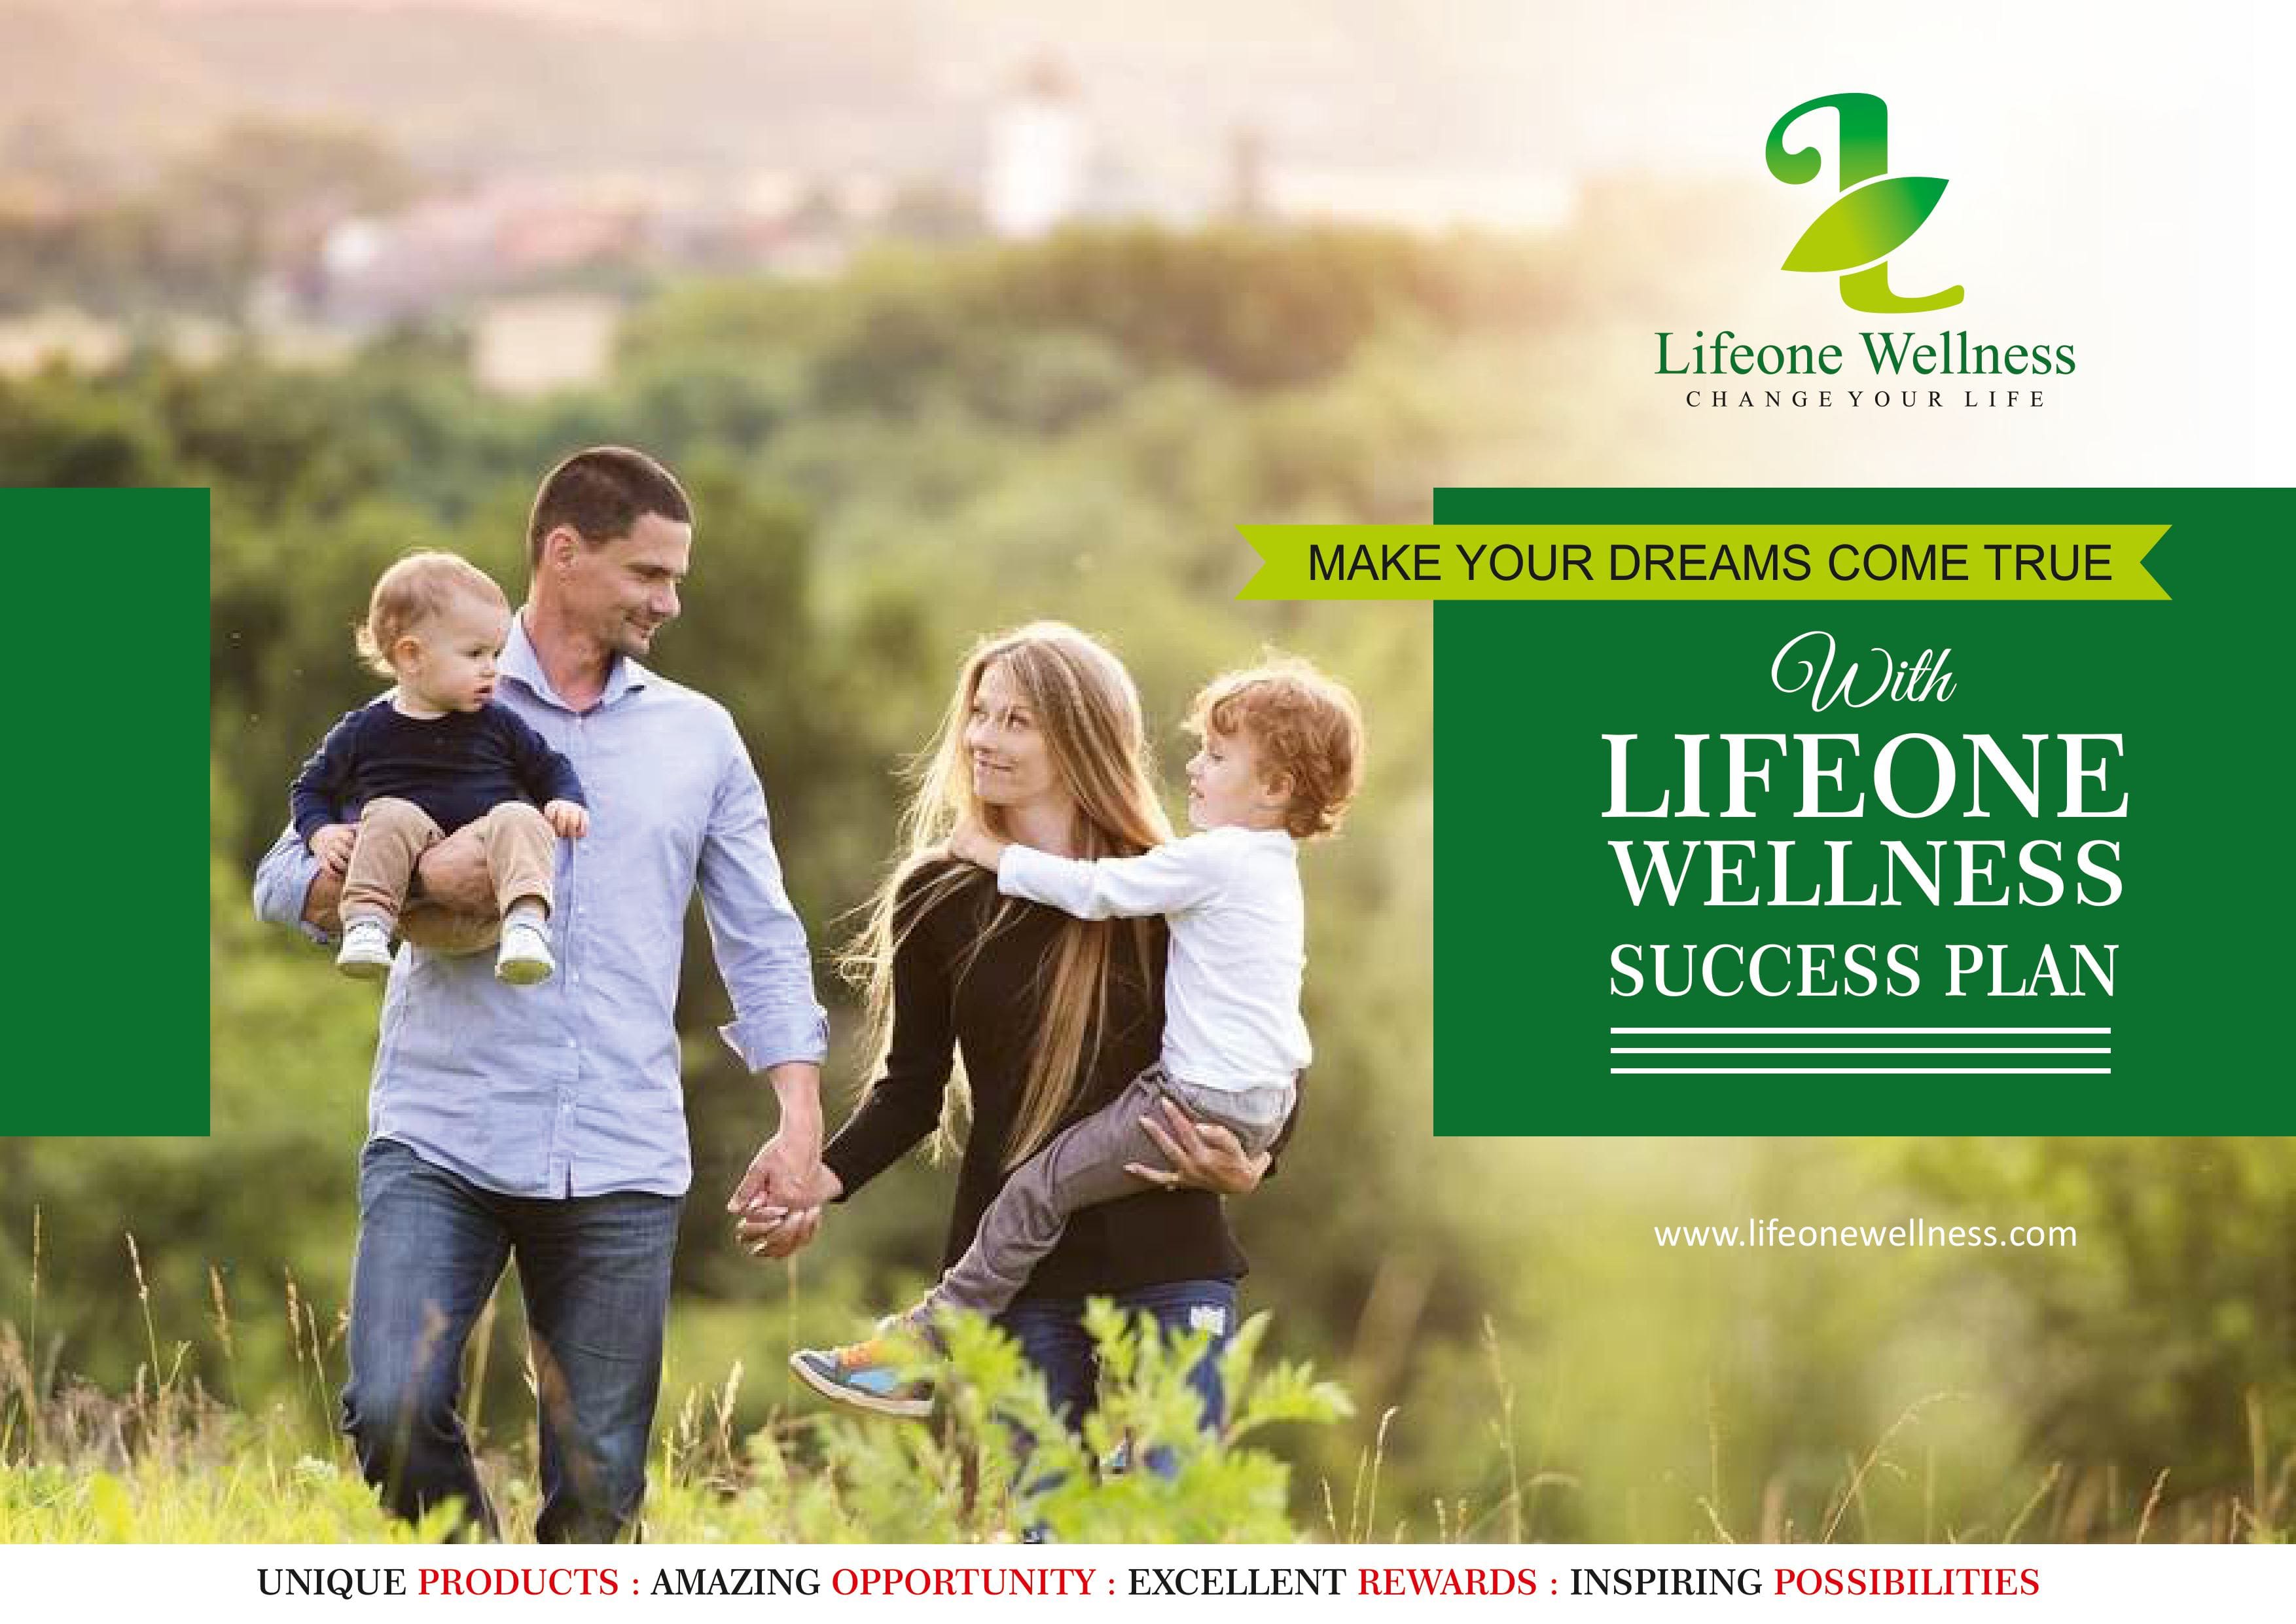 Lifeone Wellness
CHANGE YOUR LIFE
MAKE YOUR DREAMS COME TRUE
With
LIFEONE
WELLNESS
SUCCESS PLAN
www.lifeonewellness.com
UNIQUE PRODUCTS : AMAZING OPPORTUNITY : EXCELLENT REWARDS : INSPIRING POSSIBILITIES